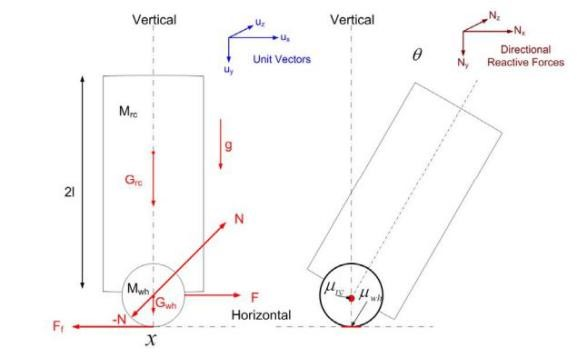 Vertical
u_z
u_x
u_y
Unit Vectors
Vertical
N_z
N_x
N_y
Directional
Reactive Forces
θ
M_rc
g
2l
G_rc
N
M_wh
G_wh
-N
F
F_f
x
Horizontal
μ_rc
μ_wh